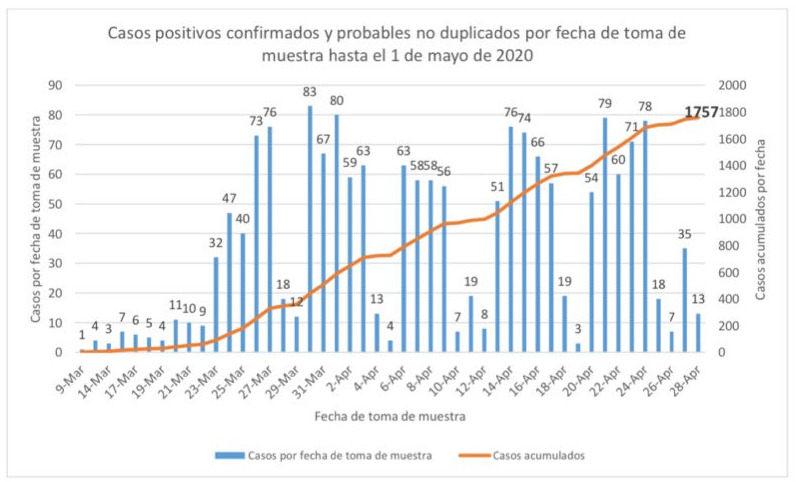 Casos positivos confirmados y probables no duplicados por fecha de toma de
muestra hasta el 1 de mayo de 2020
Casos por fecha de toma de muestra
90
80
70
60
50
40
30
20
10
0
1
4
3
7
6
5
4
11
10
9
32
47
40
73
76
18
12
83
67
80
59
63
13
4
63
58
58
56
7
19
8
51
76
74
66
57
19
3
54
79
60
71
78
18
7
35
13
1757
2000
1800
1600
1400
1200
1000
800
600
400
200
0
Casos acumulados por fecha
9-Mar
14-Mar
17-Mar
19-Mar
21-Mar
23-Mar
25-Mar
27-Mar
29-Mar
31-Mar
2-Apr
4-Apr
6-Apr
8-Apr
10-Apr
12-Apr
14-Apr
16-Apr
18-Apr
20-Apr
22-Apr
24-Apr
26-Apr
28-Apr
Fecha de toma de muestra
Casos por fecha de toma de muestra
Casos acumulados